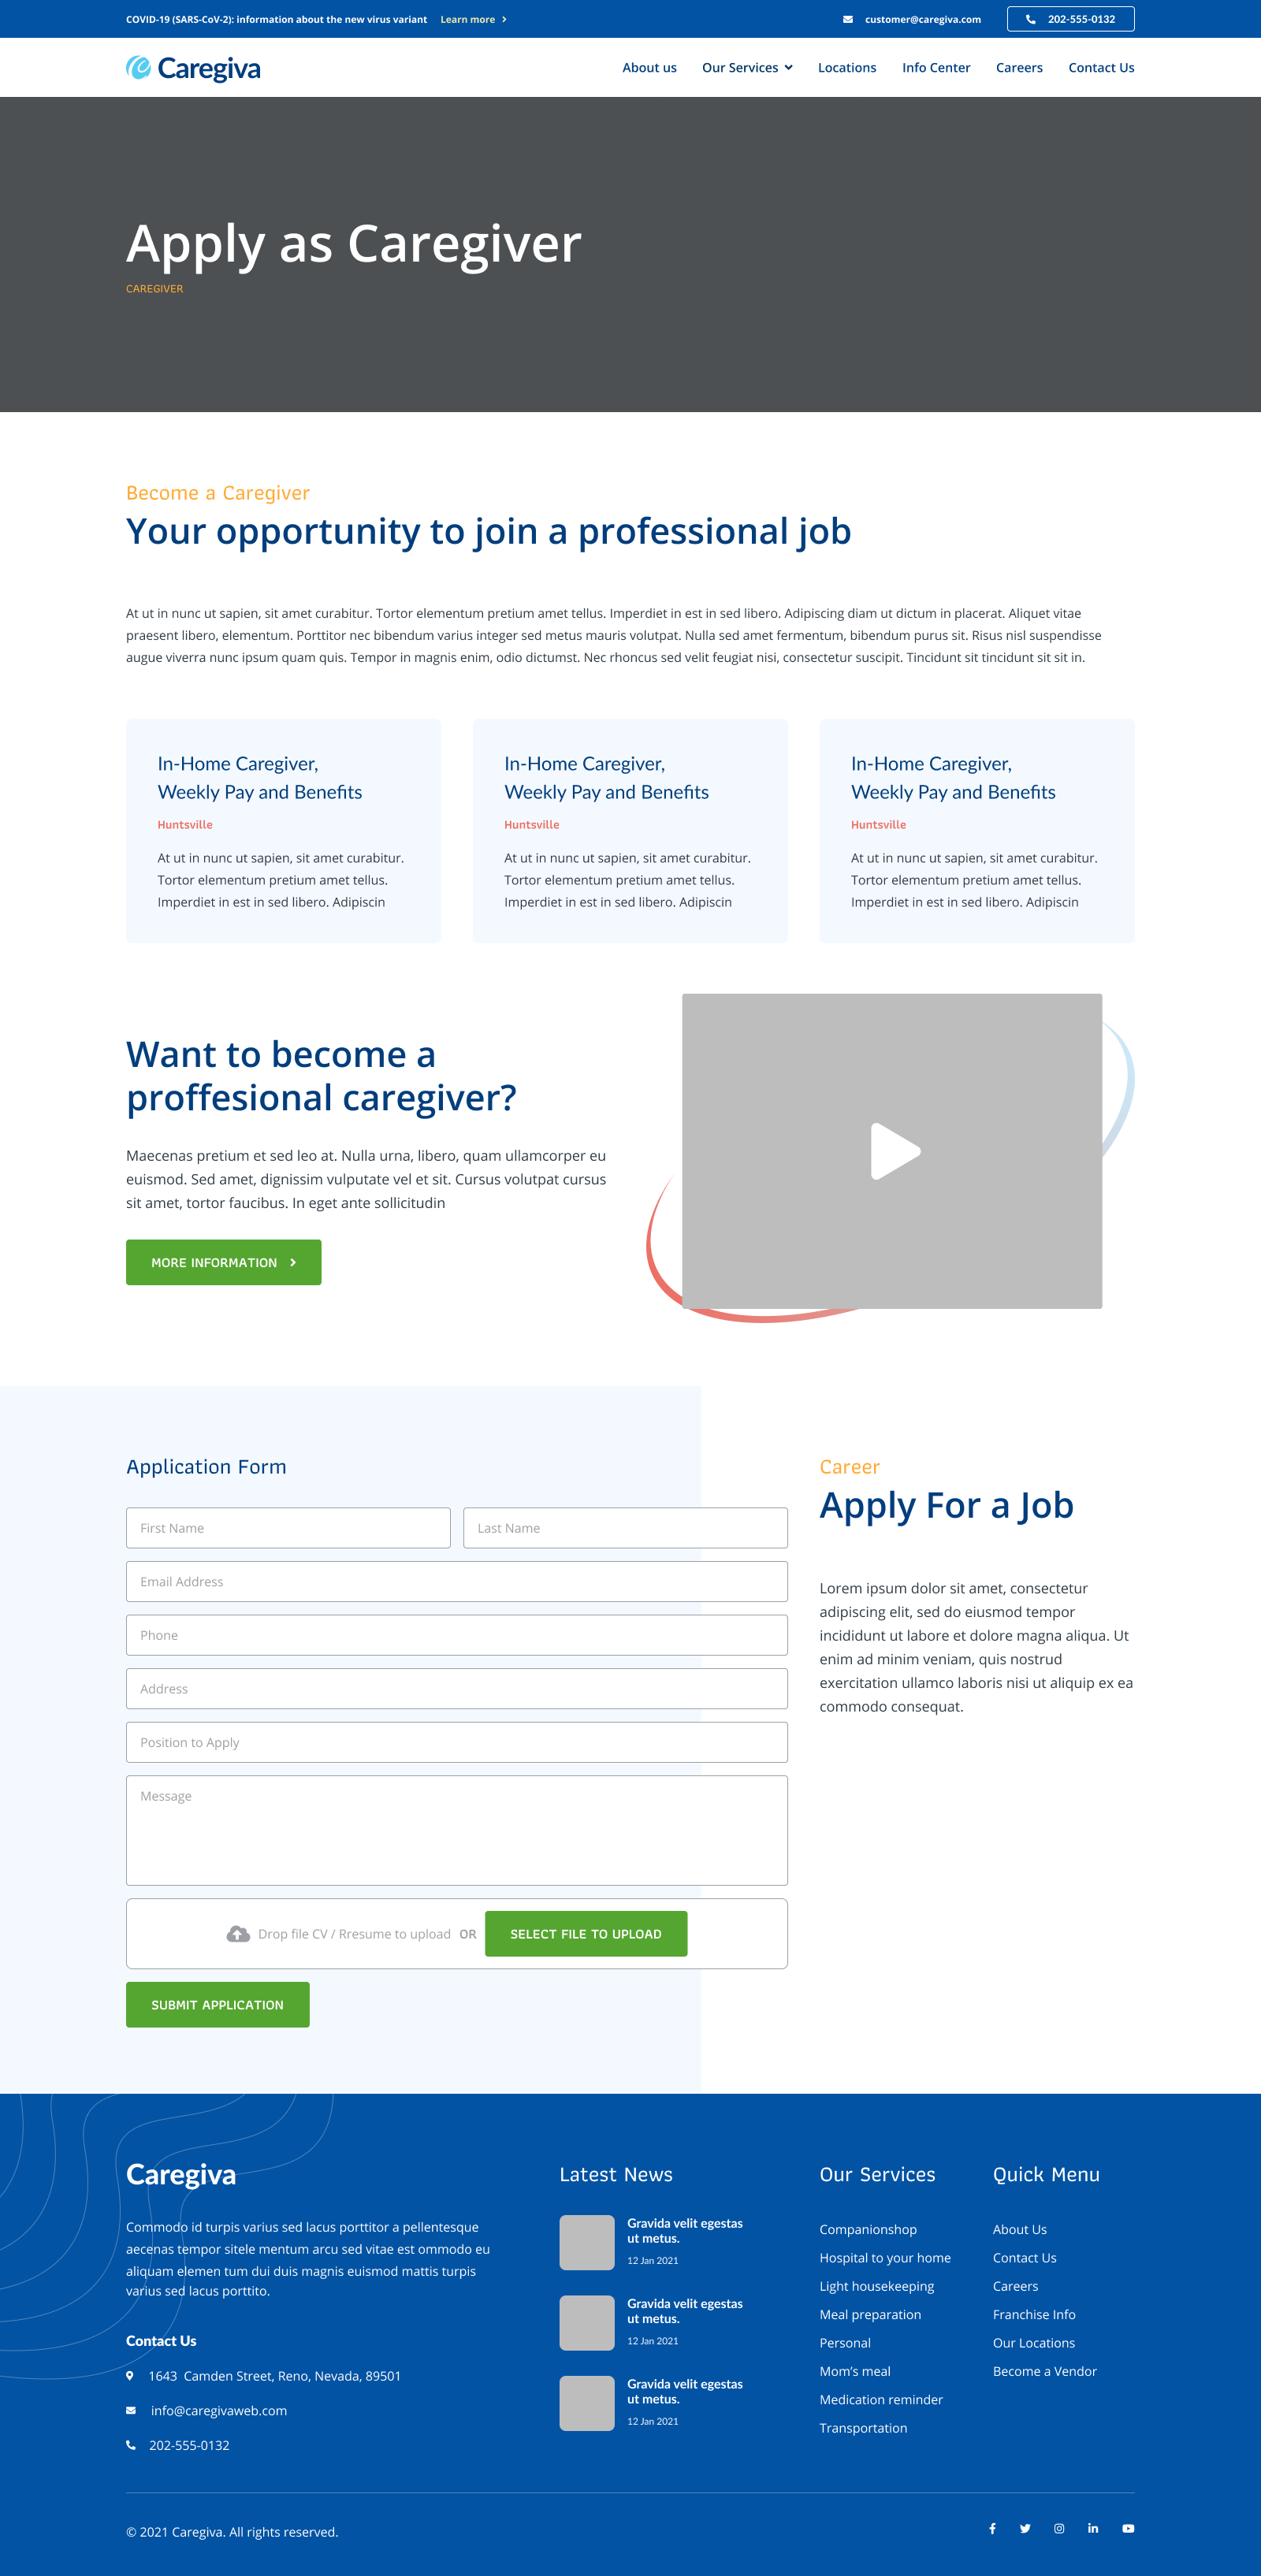 COVID-19 (SARS-CoV-2): information about the new virus variant Learn more
customer@caregiva.com
202-555-0132
Caregiva
About us Our Services Locations Info Center Careers Contact Us
Apply as Caregiver
CAREGIVER
Become a Caregiver
Your opportunity to join a professional job
At ut in nunc ut sapien, sit amet curabitur. Tortor elementum pretium amet tellus. Imperdiet in est in sed libero. Adipiscing diam ut dictum in placerat. Aliquet vitae
praesent libero, elementum. Porttitor nec bibendum varius integer sed metus mauris volutpat. Nulla sed amet fermentum, bibendum purus sit. Risus nisl suspendisse
augue viverra nunc ipsum quam quis. Tempor in magnis enim, odio dictumst. Nec rhoncus sed velit feugiat nisi, consectetur suscipit. Tincidunt sit tincidunt sit sit in.
In-Home Caregiver,
Weekly Pay and Benefits
Huntsville
At ut in nunc ut sapien, sit amet curabitur.
Tortor elementum pretium amet tellus.
Imperdiet in est in sed libero. Adipiscin
In-Home Caregiver,
Weekly Pay and Benefits
Huntsville
At ut in nunc ut sapien, sit amet curabitur.
Tortor elementum pretium amet tellus.
Imperdiet in est in sed libero. Adipiscin
In-Home Caregiver,
Weekly Pay and Benefits
Huntsville
At ut in nunc ut sapien, sit amet curabitur.
Tortor elementum pretium amet tellus.
Imperdiet in est in sed libero. Adipiscin
Want to become a
proffesional caregiver?
Maecenas pretium et sed leo at. Nulla urna, libero, quam ullamcorper eu
euismod. Sed amet, dignissim vulputate vel et sit. Cursus volutpat cursus
sit amet, tortor faucibus. In eget ante sollicitudin
MORE INFORMATION
Application Form
First Name
Last Name
Email Address
Phone
Address
Position to Apply
Message
Drop file CV / Rresume to upload OR SELECT FILE TO UPLOAD
SUBMIT APPLICATION
Career
Apply For a Job
Lorem ipsum dolor sit amet, consectetur
adipiscing elit, sed do eiusmod tempor
incididunt ut labore et dolore magna aliqua. Ut
enim ad minim veniam, quis nostrud
exercitation ullamco laboris nisi ut aliquip ex ea
commodo consequat.
Caregiva
Commodo id turpis varius sed lacus porttitor a pellentesque
aecenas tempor sitele mentum arcu sed vitae est ommodo eu
aliquam elemen tum dui duis magnis euismod mattis turpis
varius sed lacus porttito.
Contact Us
1643 Camden Street, Reno, Nevada, 89501
info@caregivaweb.com
202-555-0132
Latest News
Gravida velit egestas
ut metus.
12 Jan 2021
Gravida velit egestas
ut metus.
12 Jan 2021
Gravida velit egestas
ut metus.
12 Jan 2021
Our Services
Companionshop
Hospital to your home
Light housekeeping
Meal preparation
Personal
Mom’s meal
Medication reminder
Transportation
Quick Menu
About Us
Contact Us
Careers
Franchise Info
Our Locations
Become a Vendor
© 2021 Caregiva. All rights reserved.